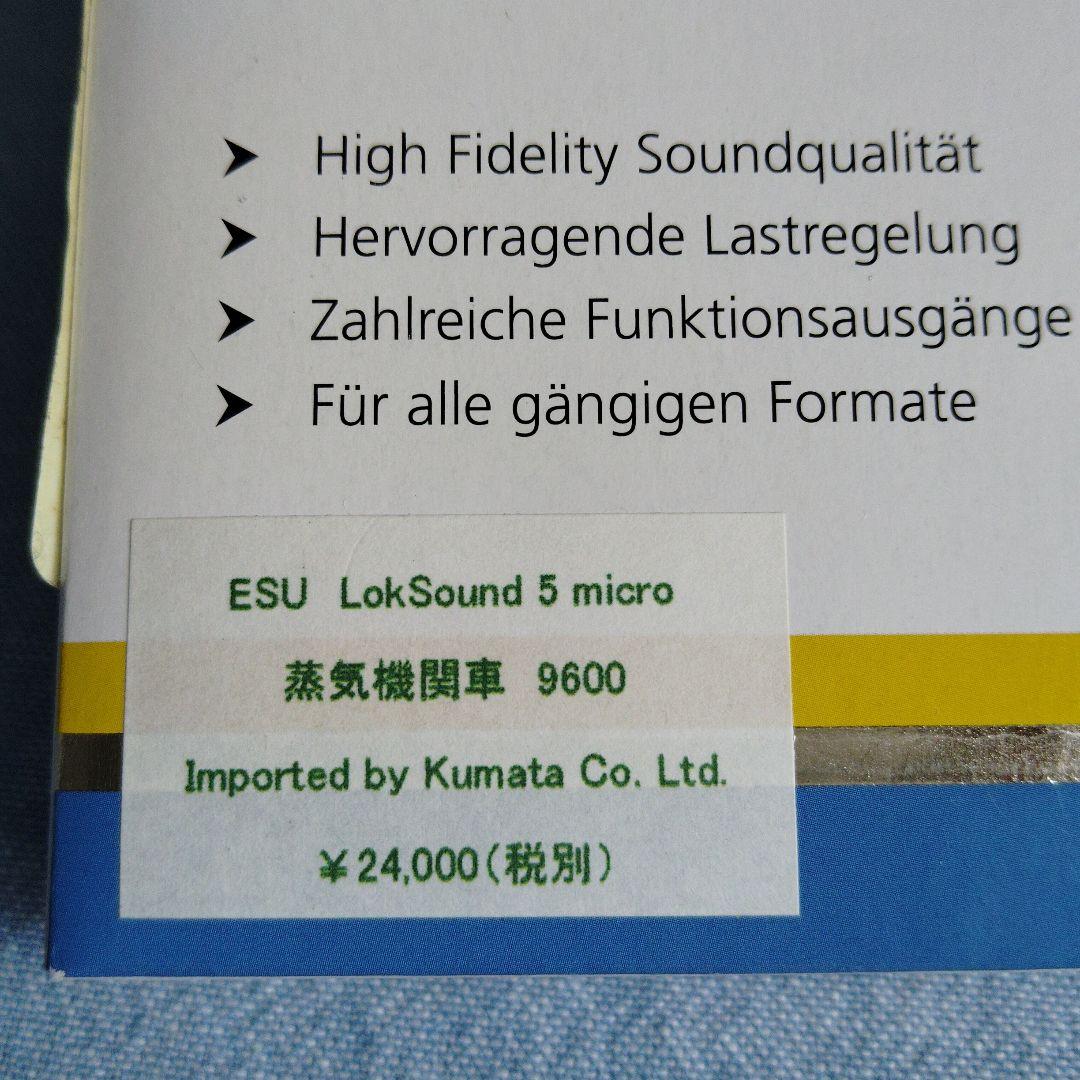 ➤ High Fidelity Soundqualität
➤ Hervorragende Lastregelung
➤ Zahlreiche Funktionsausgänge
➤ Für alle gängigen Formate
ESU LokSound 5 micro
蒸気機関車 9600
Imported by Kumata Co. Ltd.
¥24,000(税別)